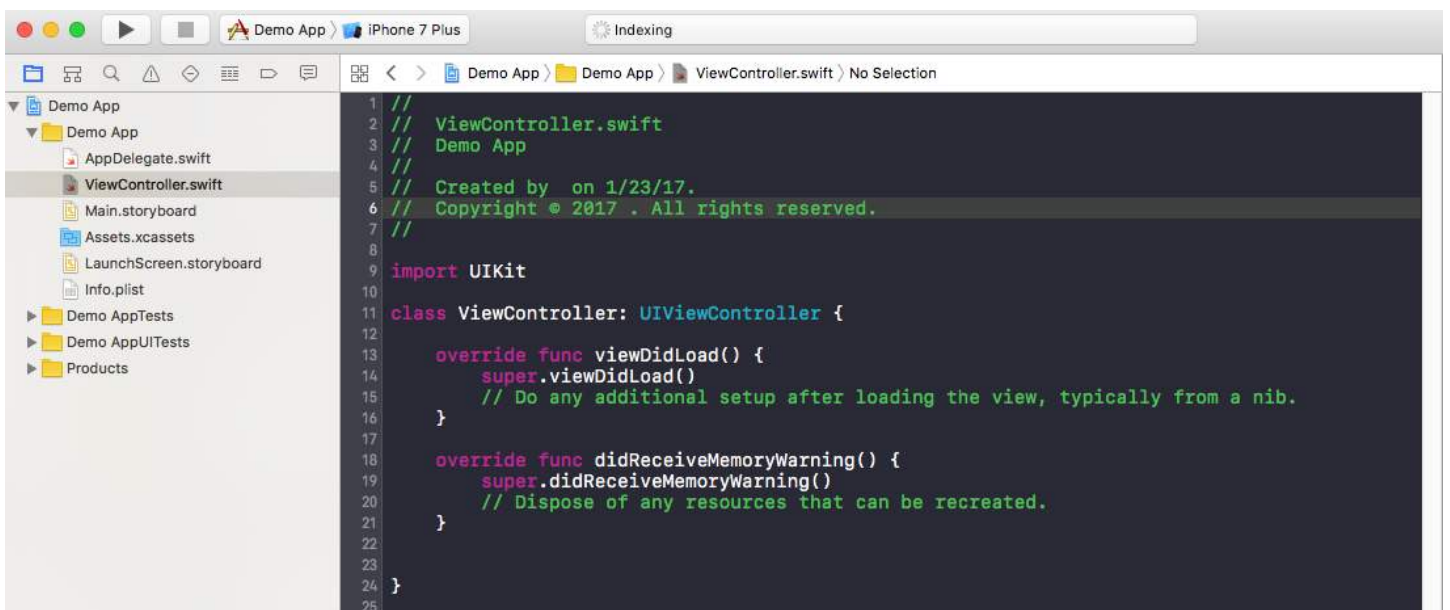 Demo App 〉 iPhone 7 Plus
Indexing
Demo App 〉 Demo App 〉 ViewController.swift 〉 No Selection
Demo App
Demo App
AppDelegate.swift
ViewController.swift
Main.storyboard
Assets.xcassets
LaunchScreen.storyboard
Info.plist
Demo AppTests
Demo AppUITests
Products
1 //
2 //  ViewController.swift
3 //  Demo App
4 //
5 //  Created by  on 1/23/17.
6 //  Copyright © 2017 . All rights reserved.
7 //
8
9 import UIKit
10
11 class ViewController: UIViewController {
12
13     override func viewDidLoad() {
14         super.viewDidLoad()
15         // Do any additional setup after loading the view, typically from a nib.
16     }
17
18     override func didReceiveMemoryWarning() {
19         super.didReceiveMemoryWarning()
20         // Dispose of any resources that can be recreated.
21     }
22
23
24 }
25